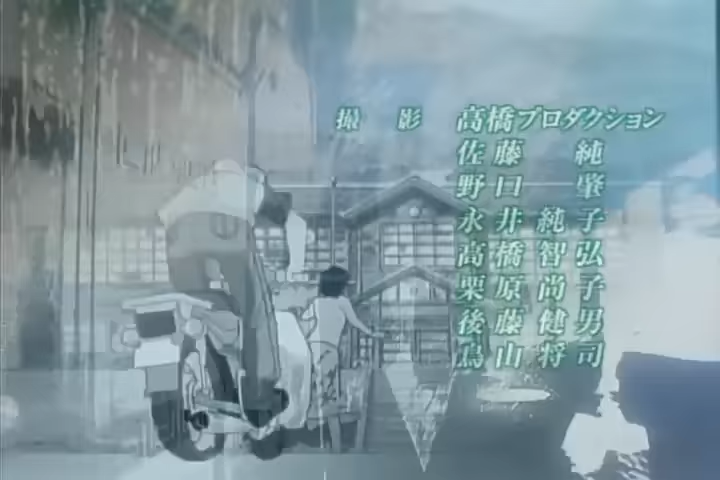 撮影 高橋プロダクション
佐藤 純
野口 肇
永井純子
高橋智弘
栗原尚子
後藤健男
鳥山将司